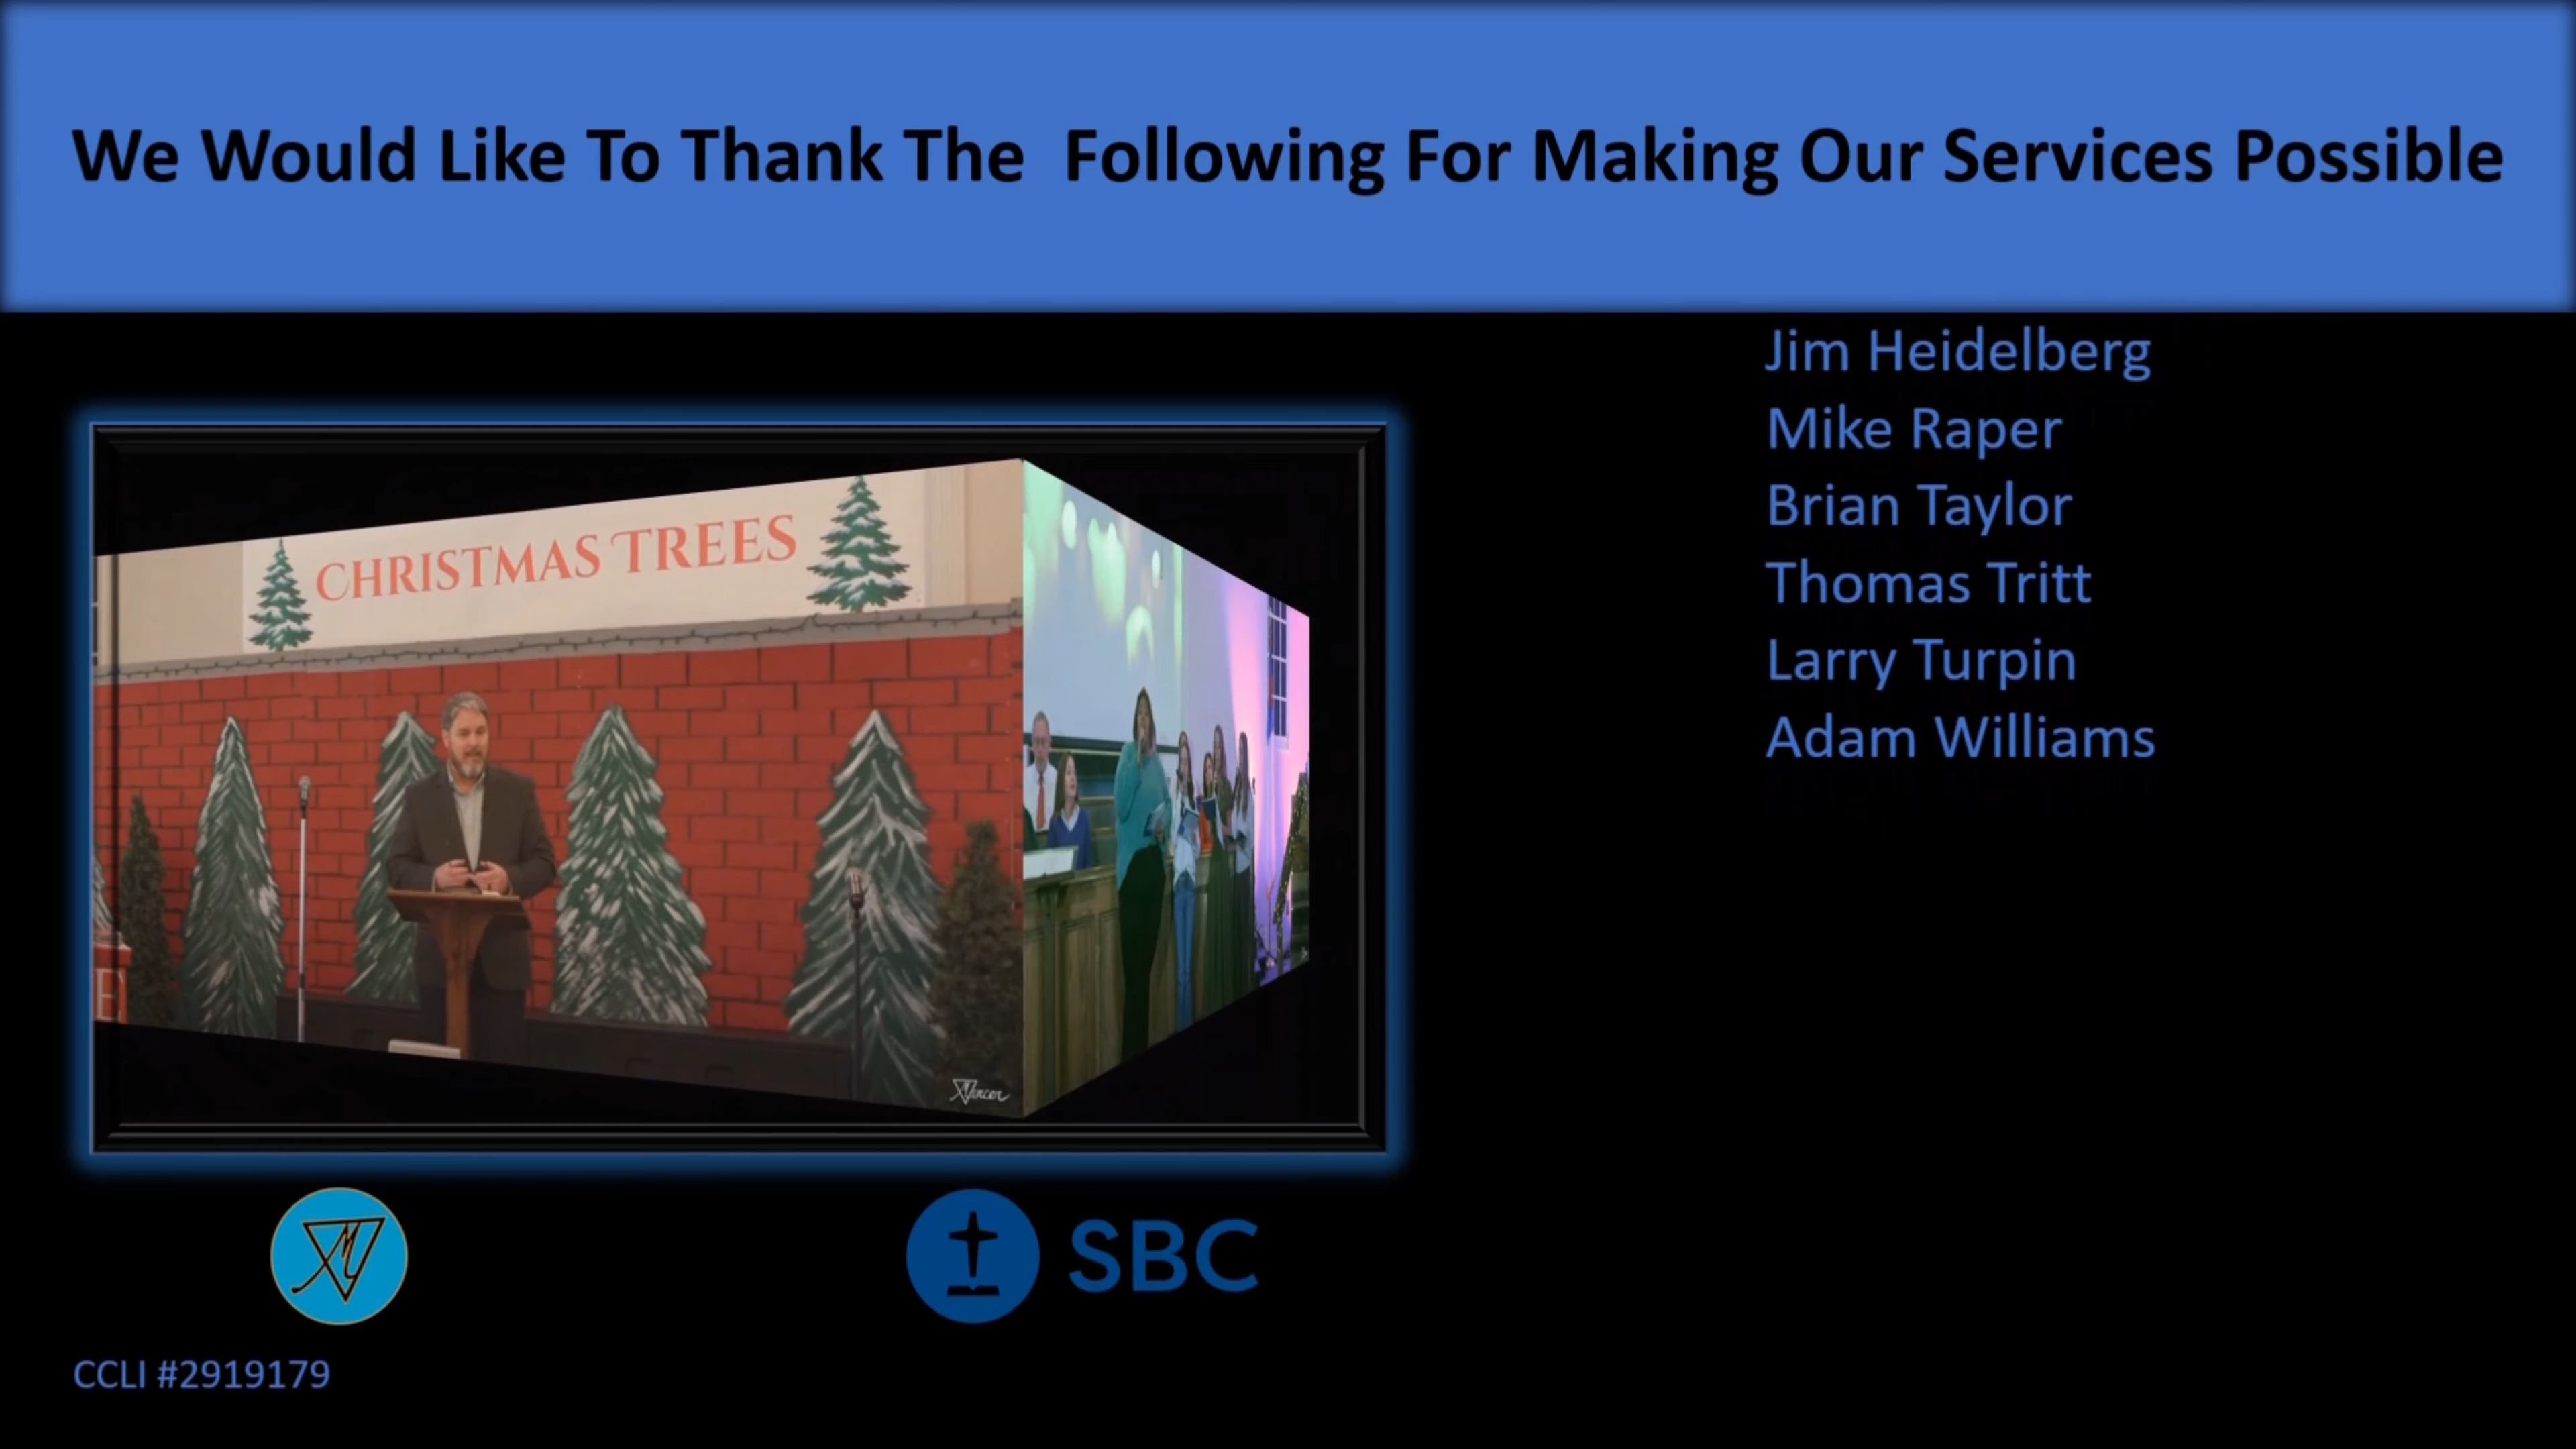 We Would Like To Thank The  Following For Making Our Services Possible
Jim Heidelberg
Mike Raper
Brian Taylor
Thomas Tritt
Larry Turpin
Adam Williams
CHRISTMAS TREES
E
SBC
CCLI #2919179